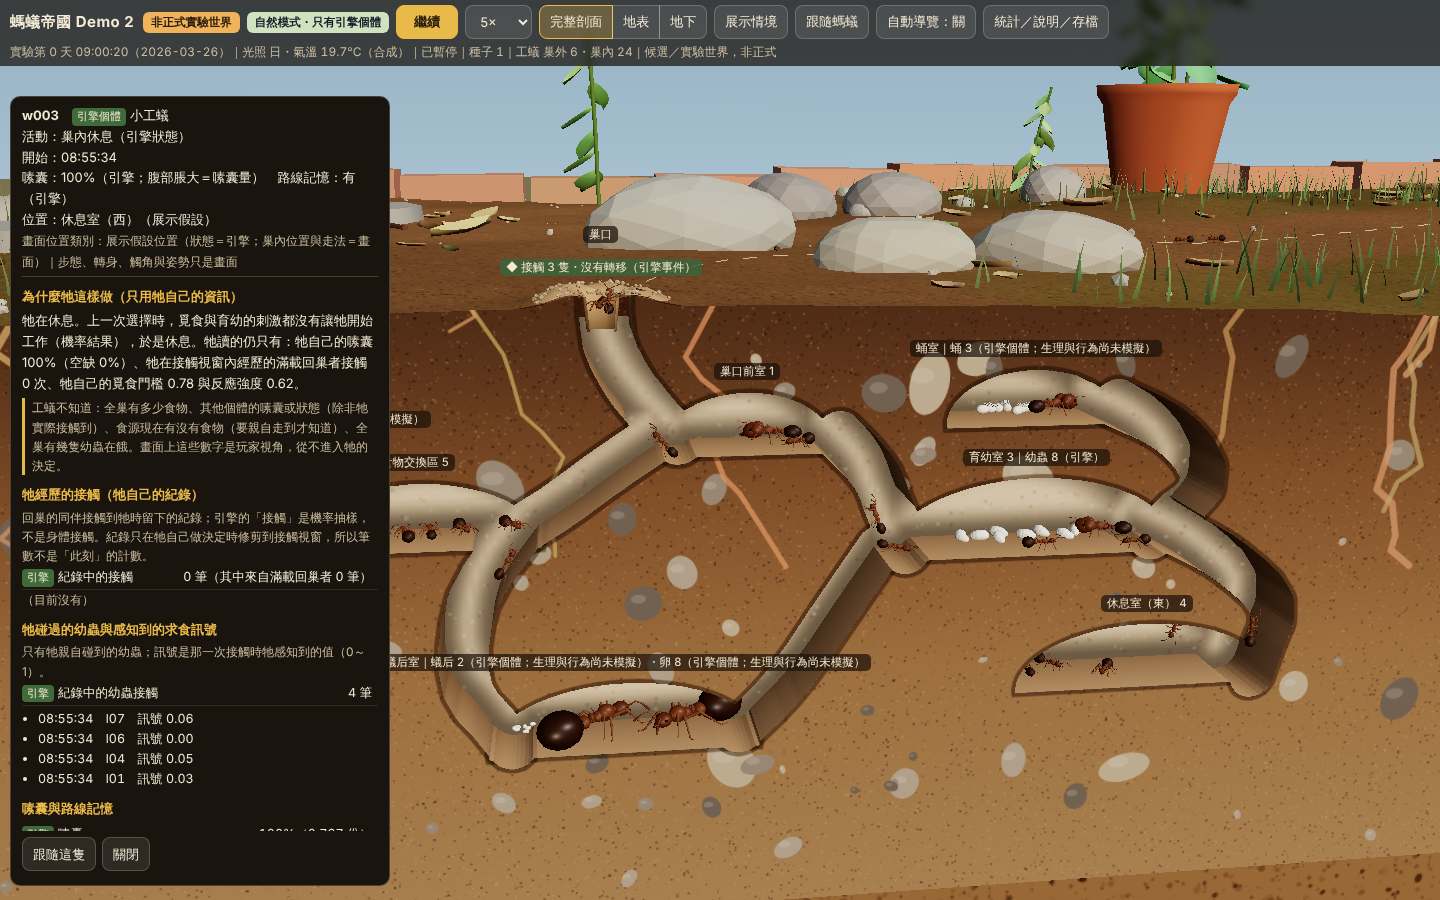 螞蟻帝國 Demo 2 非正式實驗世界 自然模式・只有引擎個體 繼續 5× 完整剖面 地表 地下 展示情境 跟隨螞蟻 自動導覽：關 統計／說明／存檔
實驗第 0 天 09:00:20（2026-03-26）｜光照 日・氣溫 19.7°C（合成）｜已暫停｜種子 1｜工蟻 巢外 6・巢內 24｜候選／實驗世界，非正式
w003 引擎個體 小工蟻
活動：巢內休息（引擎狀態）
開始：08:55:34
嗉囊：100%（引擎；腹部脹大＝嗉囊量） 路線記憶：有
（引擎）
位置：休息室（西）（展示假設）
畫面位置類別：展示假設位置（狀態＝引擎；巢內位置與走法＝畫
面）｜步態、轉身、觸角與姿勢只是畫面
為什麼牠這樣做（只用牠自己的資訊）
牠在休息。上一次選擇時，覓食與育幼的刺激都沒有讓牠開始
工作（機率結果），於是休息。牠讀的仍只有：牠自己的嗉囊
100%（空缺 0%）、牠在接觸視窗內經歷的滿載回巢者接觸
0 次、牠自己的覓食門檻 0.78 與反應強度 0.62。
工蟻不知道：全巢有多少食物、其他個體的嗉囊或狀態（除非牠
實際接觸到）、食源現在有沒有食物（要親自走到才知道）、全
巢有幾隻幼蟲在餓。畫面上這些數字是玩家視角，從不進入牠的
決定。
牠經歷的接觸（牠自己的紀錄）
回巢的同伴接觸到牠時留下的紀錄；引擎的「接觸」是機率抽樣，
不是身體接觸。紀錄只在牠自己做決定時修剪到接觸視窗，所以筆
數不是「此刻」的計數。
引擎 紀錄中的接觸 0 筆（其中來自滿載回巢者 0 筆）
（目前沒有）
牠碰過的幼蟲與感知到的求食訊號
只有牠親自碰到的幼蟲；訊號是那一次接觸時牠感知到的值（0～
1）。
引擎 紀錄中的幼蟲接觸 4 筆
• 08:55:34 l07 訊號 0.06
• 08:55:34 l06 訊號 0.00
• 08:55:34 l04 訊號 0.05
• 08:55:34 l01 訊號 0.03
嗉囊與路線記憶
跟隨這隻 關閉
巢口
◆ 接觸 3 隻・沒有轉移（引擎事件）
巢口前室 1
蛹室｜蛹 3（引擎個體；生理與行為尚未模擬）
模擬）
物交換區 5
育幼室 3｜幼蟲 8（引擎）
休息室（東） 4
蟻后室｜蟻后 2（引擎個體；生理與行為尚未模擬）・卵 8（引擎個體；生理與行為尚未模擬）